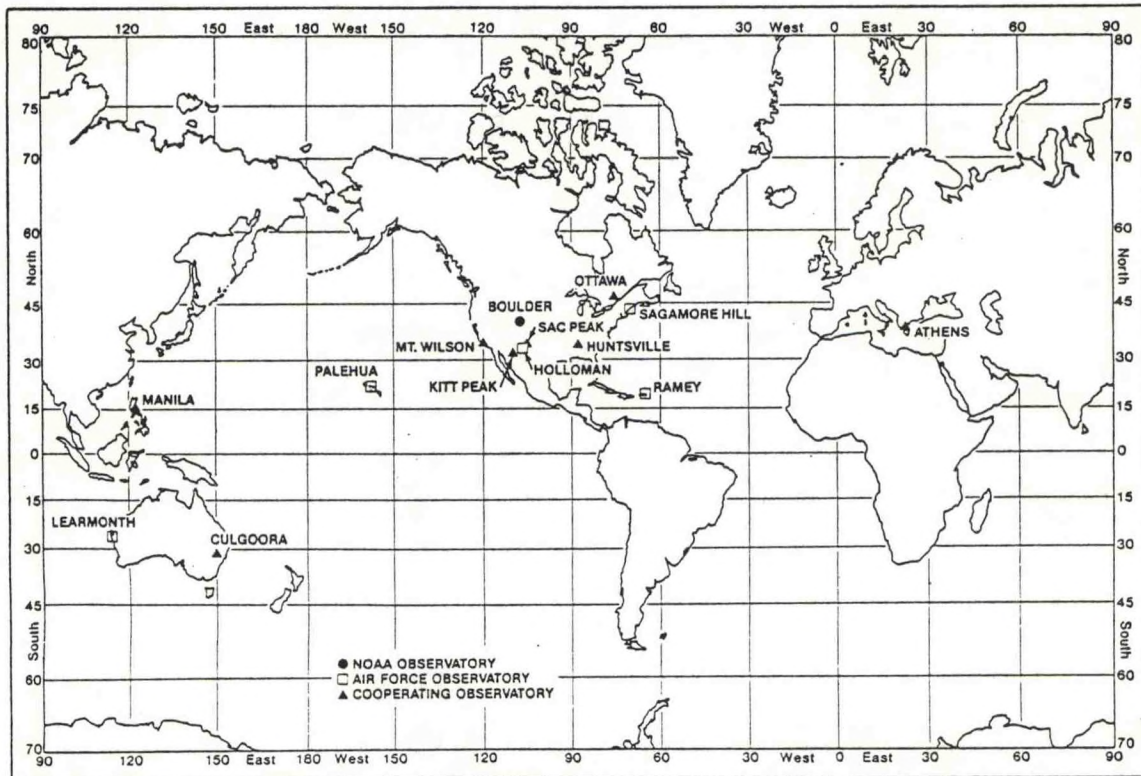 90 120 150 East 180 West 150 120 90 60 30 West 0 East 30 60 90
80 80
75 75
70 70
60 60
North North
OTTAWA
45 BOULDER SAGAMORE HILL 45
SAC PEAK ATHENS
MT. WILSON HUNTSVILLE
30 HOLLOMAN 30
PALEHUA KITT PEAK RAMEY
MANILA
15 15
0 0
15 15
LEARMONTH
CULGOORA
30 30
45 45
South South
NOAA OBSERVATORY
AIR FORCE OBSERVATORY
60 60
COOPERATING OBSERVATORY
70 70
90 120 150 East 180 West 150 120 90 60 30 West 0 East 30 60 90